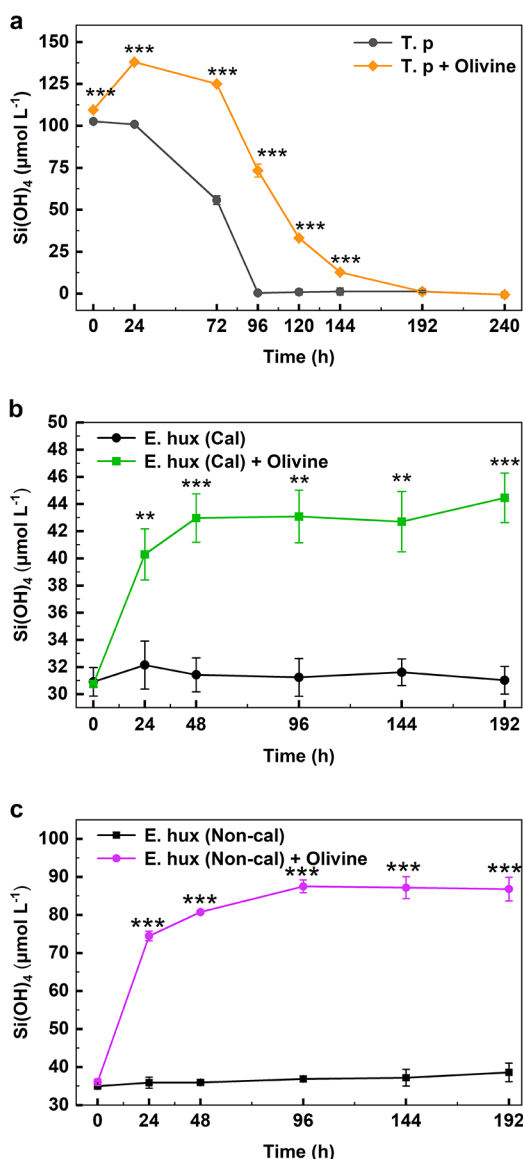 a
T. p
T. p + Olivine
150
125
100
75
50
25
0
Si(OH)4 (μmol L-1)
***
***
***
***
***
***
0 24 72 96 120 144 192 240
Time (h)
b
E. hux (Cal)
E. hux (Cal) + Olivine
50
48
46
44
42
40
38
36
34
32
30
Si(OH)4 (μmol L-1)
**
***
**
**
***
0 24 48 96 144 192
Time (h)
c
E. hux (Non-cal)
E. hux (Non-cal) + Olivine
100
90
80
70
60
50
40
30
Si(OH)4 (μmol L-1)
***
***
***
***
***
0 24 48 96 144 192
Time (h)